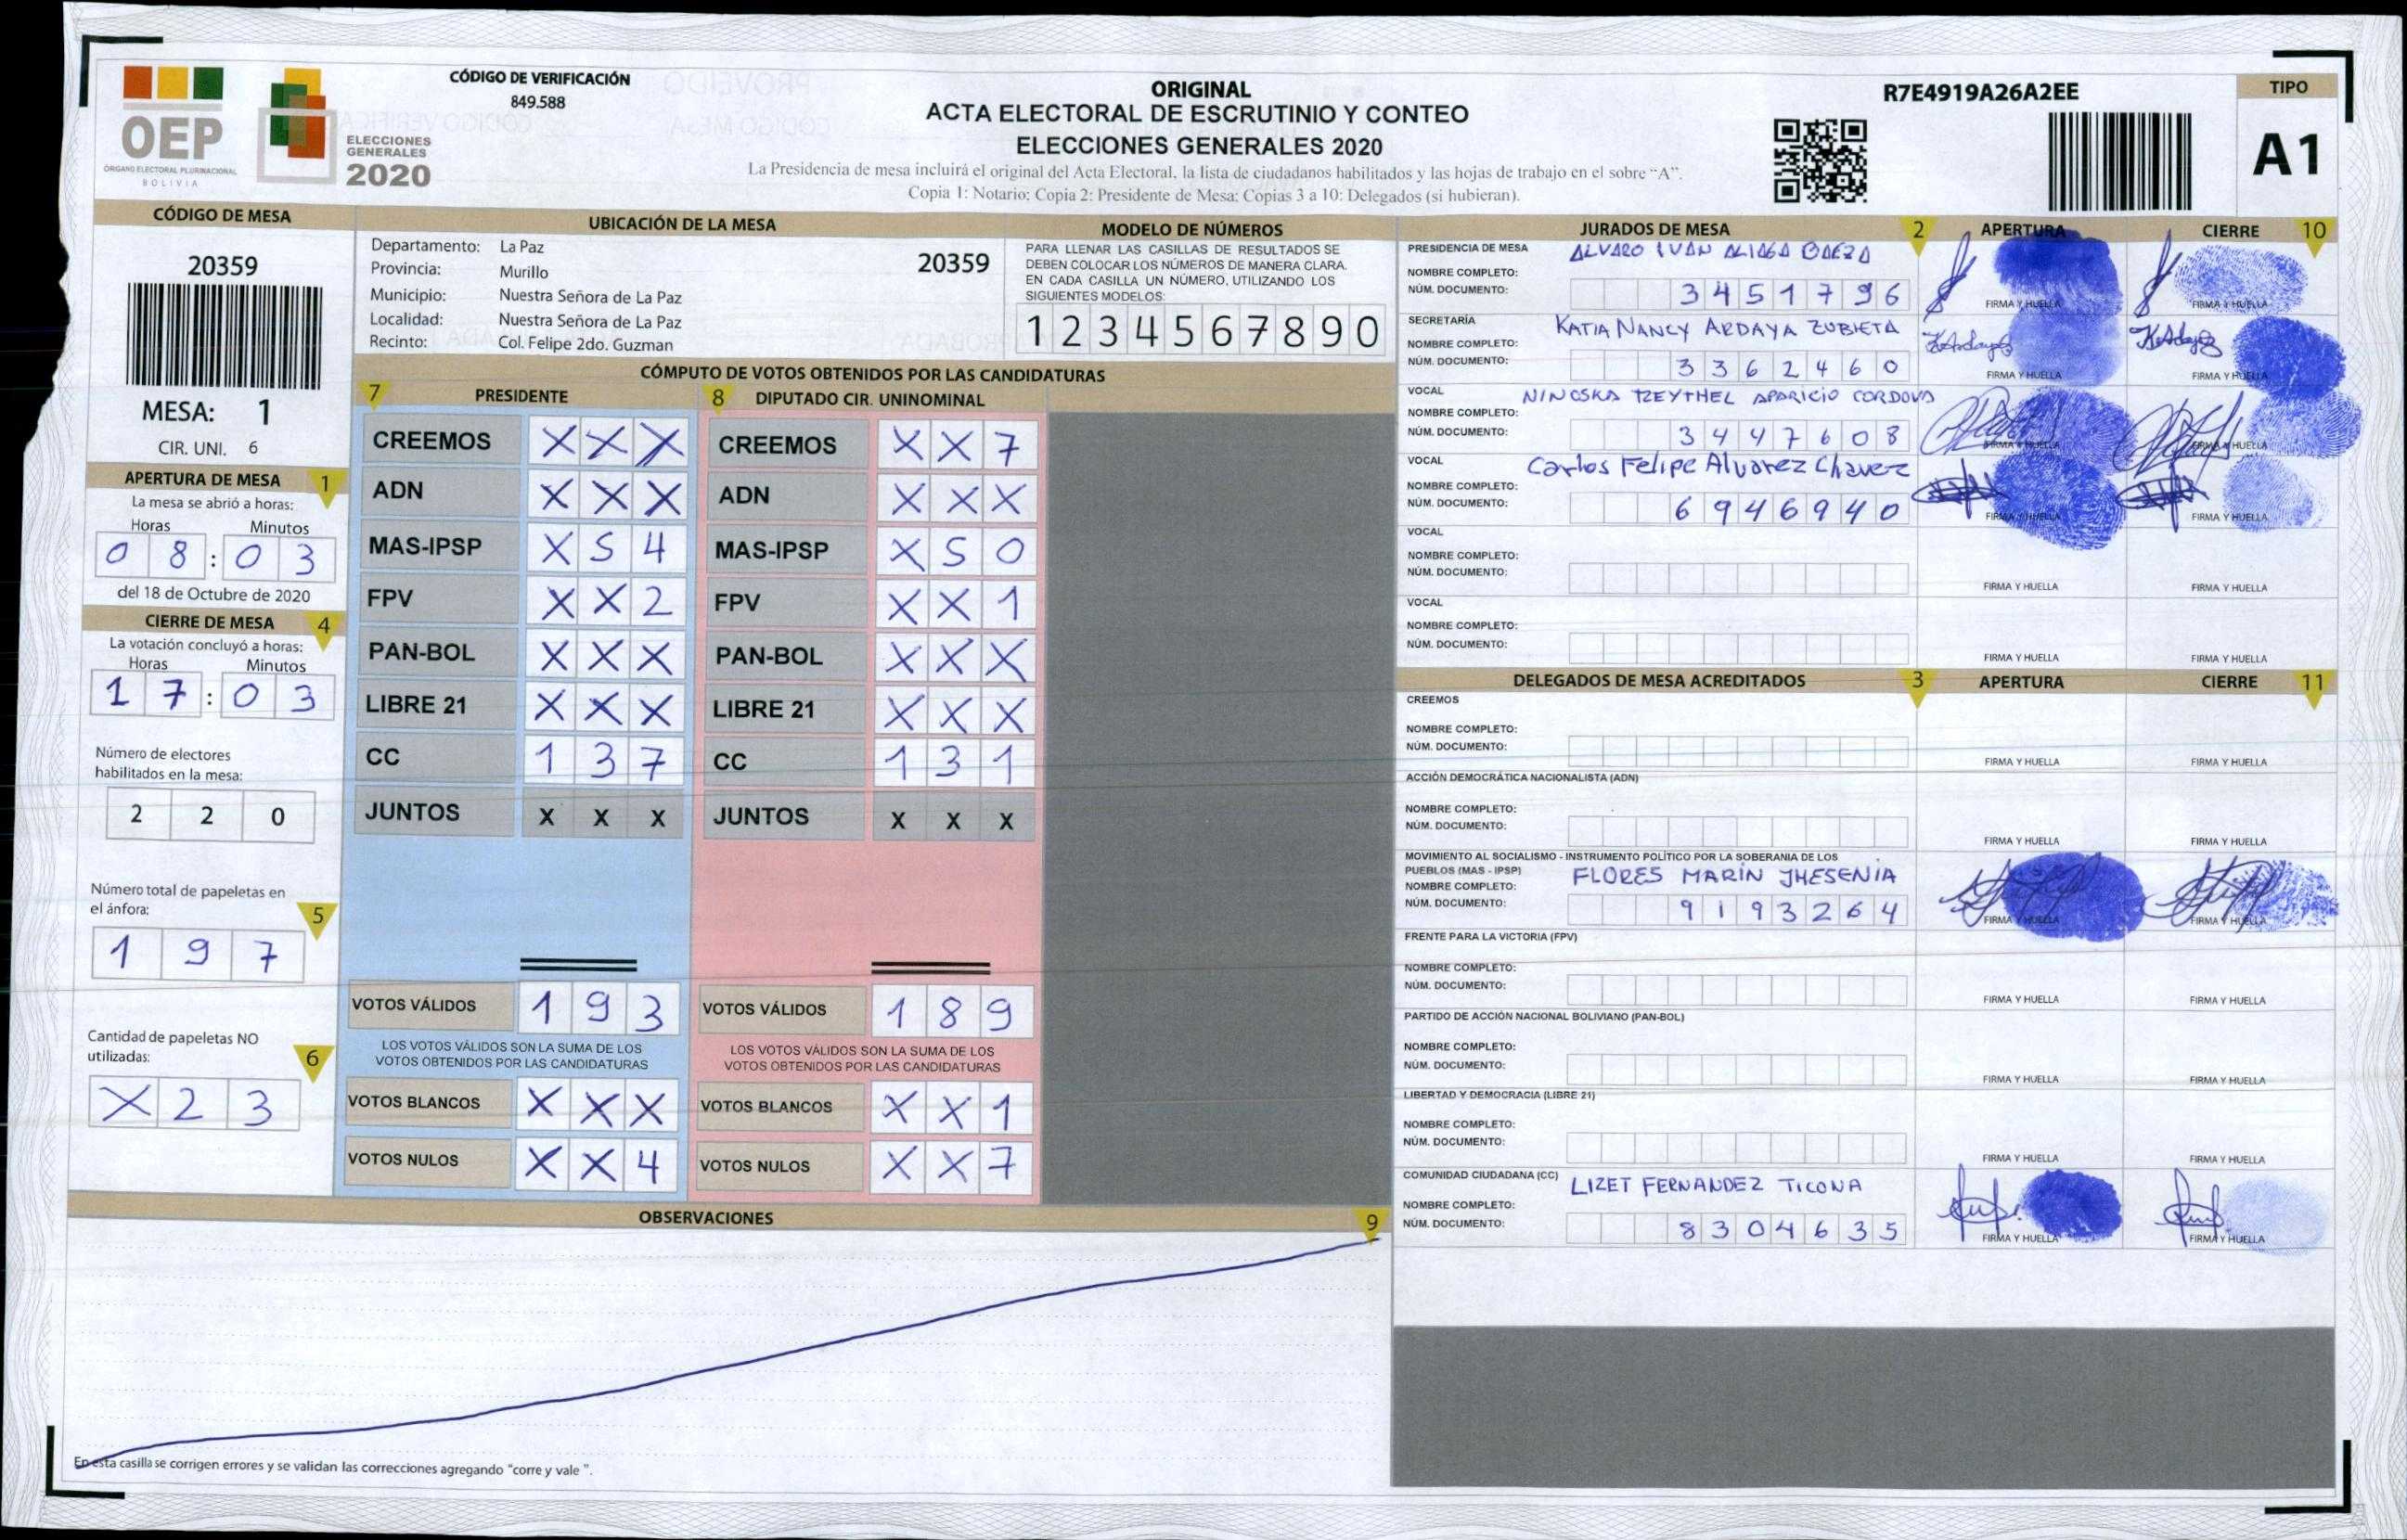 OEP
ÓRGANO ELECTORAL PLURINACIONAL
BOLIVIA
ELECCIONES
GENERALES
2020
CÓDIGO DE VERIFICACIÓN
849.588
ORIGINAL
ACTA ELECTORAL DE ESCRUTINIO Y CONTEO
ELECCIONES GENERALES 2020
La Presidencia de mesa incluirá el original del Acta Electoral, la lista de ciudadanos habilitados y las hojas de trabajo en el sobre “A”.
Copia 1: Notario; Copia 2: Presidente de Mesa; Copias 3 a 10: Delegados (si hubieran).
R7E4919A26A2EE
TIPO
A1
CÓDIGO DE MESA
20359
MESA: 1
CIR. UNI. 6
APERTURA DE MESA 1
La mesa se abrió a horas:
Horas Minutos
0 8 : 0 3
del 18 de Octubre de 2020
CIERRE DE MESA 4
La votación concluyó a horas:
Horas Minutos
1 7 : 0 3
Número de electores
habilitados en la mesa:
2 2 0
Número total de papeletas en
el ánfora: 5
1 9 7
Cantidad de papeletas NO
utilizadas: 6
X 2 3
UBICACIÓN DE LA MESA
Departamento: La Paz
Provincia: Murillo
Municipio: Nuestra Señora de La Paz
Localidad: Nuestra Señora de La Paz
Recinto: Col. Felipe 2do. Guzman
20359
MODELO DE NÚMEROS
PARA LLENAR LAS CASILLAS DE RESULTADOS SE
DEBEN COLOCAR LOS NÚMEROS DE MANERA CLARA.
EN CADA CASILLA UN NÚMERO, UTILIZANDO LOS
SIGUIENTES MODELOS:
1 2 3 4 5 6 7 8 9 0
CÓMPUTO DE VOTOS OBTENIDOS POR LAS CANDIDATURAS
7 PRESIDENTE
CREEMOS X X X
ADN X X X
MAS-IPSP X 5 4
FPV X X 2
PAN-BOL X X X
LIBRE 21 X X X
CC 1 3 7
JUNTOS X X X
VOTOS VÁLIDOS 1 9 3
LOS VOTOS VÁLIDOS SON LA SUMA DE LOS
VOTOS OBTENIDOS POR LAS CANDIDATURAS
VOTOS BLANCOS X X X
VOTOS NULOS X X 4
8 DIPUTADO CIR. UNINOMINAL
CREEMOS X X 7
ADN X X X
MAS-IPSP X 5 0
FPV X X 1
PAN-BOL X X X
LIBRE 21 X X X
CC 1 3 1
JUNTOS X X X
VOTOS VÁLIDOS 1 8 9
LOS VOTOS VÁLIDOS SON LA SUMA DE LOS
VOTOS OBTENIDOS POR LAS CANDIDATURAS
VOTOS BLANCOS X X 1
VOTOS NULOS X X 7
OBSERVACIONES 9
En esta casilla se corrigen errores y se validan las correcciones agregando “corre y vale ”.
JURADOS DE MESA 2 APERTURA CIERRE 10
PRESIDENCIA DE MESA
NOMBRE COMPLETO: ALVARO IVAN ALIAGA BAEZA
NÚM. DOCUMENTO: 3 4 5 1 7 9 6
FIRMA Y HUELLA FIRMA Y HUELLA
SECRETARÍA
NOMBRE COMPLETO: KATIA NANCY ARDAYA ZUBIETA
NÚM. DOCUMENTO: 3 3 6 2 4 6 0
FIRMA Y HUELLA FIRMA Y HUELLA
VOCAL
NOMBRE COMPLETO: NINOSKA REYTHEL APARICIO CORDOVA
NÚM. DOCUMENTO: 3 4 4 7 6 0 8
FIRMA Y HUELLA FIRMA Y HUELLA
VOCAL
NOMBRE COMPLETO: Carlos Felipe Alvarez Chavez
NÚM. DOCUMENTO: 6 9 4 6 9 4 0
FIRMA Y HUELLA FIRMA Y HUELLA
VOCAL
NOMBRE COMPLETO:
NÚM. DOCUMENTO:
FIRMA Y HUELLA FIRMA Y HUELLA
VOCAL
NOMBRE COMPLETO:
NÚM. DOCUMENTO:
FIRMA Y HUELLA FIRMA Y HUELLA
DELEGADOS DE MESA ACREDITADOS 3 APERTURA CIERRE 11
CREEMOS
NOMBRE COMPLETO:
NÚM. DOCUMENTO:
FIRMA Y HUELLA FIRMA Y HUELLA
ACCIÓN DEMOCRÁTICA NACIONALISTA (ADN)
NOMBRE COMPLETO:
NÚM. DOCUMENTO:
FIRMA Y HUELLA FIRMA Y HUELLA
MOVIMIENTO AL SOCIALISMO - INSTRUMENTO POLÍTICO POR LA SOBERANIA DE LOS
PUEBLOS (MAS - IPSP)
NOMBRE COMPLETO: FLORES MARIN JHESENIA
NÚM. DOCUMENTO: 9 1 9 3 2 6 4
FIRMA Y HUELLA FIRMA Y HUELLA
FRENTE PARA LA VICTORIA (FPV)
NOMBRE COMPLETO:
NÚM. DOCUMENTO:
FIRMA Y HUELLA FIRMA Y HUELLA
PARTIDO DE ACCIÓN NACIONAL BOLIVIANO (PAN-BOL)
NOMBRE COMPLETO:
NÚM. DOCUMENTO:
FIRMA Y HUELLA FIRMA Y HUELLA
LIBERTAD Y DEMOCRACIA (LIBRE 21)
NOMBRE COMPLETO:
NÚM. DOCUMENTO:
FIRMA Y HUELLA FIRMA Y HUELLA
COMUNIDAD CIUDADANA (CC)
NOMBRE COMPLETO: LIZET FERNANDEZ TICONA
NÚM. DOCUMENTO: 8 3 0 4 6 3 5
FIRMA Y HUELLA FIRMA Y HUELLA